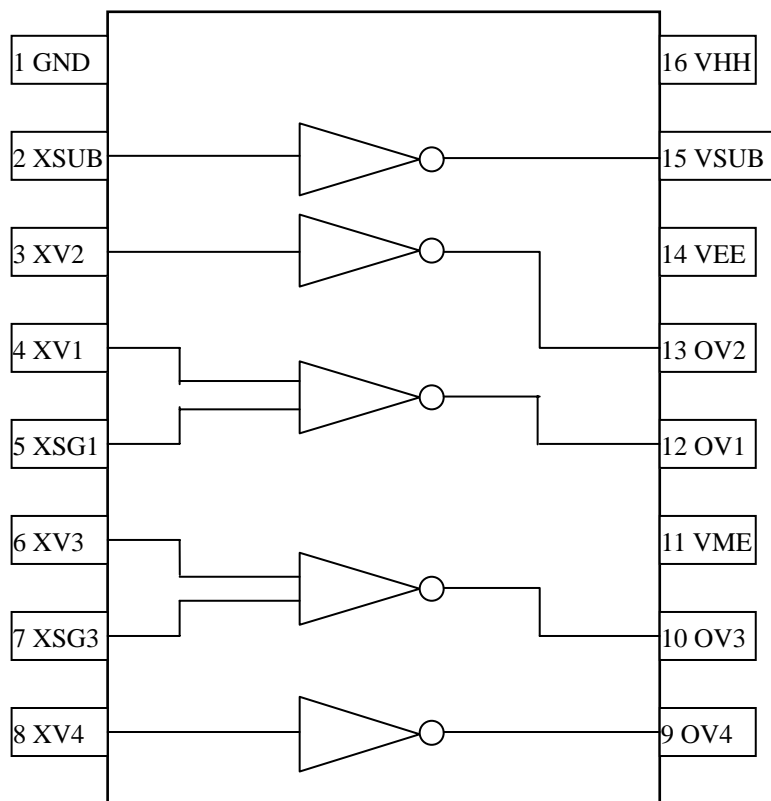 1 GND
16 VHH
2 XSUB
15 VSUB
3 XV2
14 VEE
4 XV1
13 OV2
5 XSG1
12 OV1
6 XV3
11 VME
7 XSG3
10 OV3
8 XV4
9 OV4